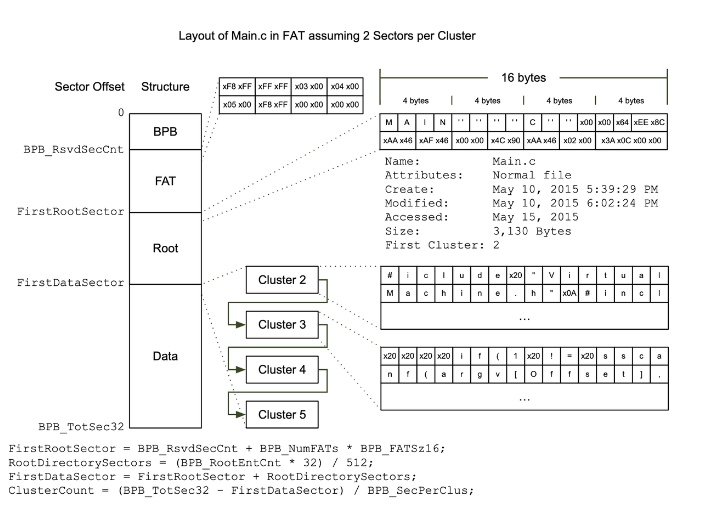 Layout of Main.c in FAT assuming 2 Sectors per Cluster
Sector Offset Structure
xF8 xFF xFF xFF x03 x00 x04 x00
x05 x00 xF8 xFF x00 x00 x00 x00
16 bytes
4 bytes 4 bytes 4 bytes 4 bytes
M A I N ' ' ' ' ' ' ' ' C ' ' ' ' x00 x00 x64 xEE x8C
xAA x46 xAF x46 x00 x00 x4C x90 xAA x46 x02 x00 x3A x0C x00 x00
0
BPB
BPB_RsvdSecCnt
FAT
FirstRootSector
Root
FirstDataSector
Data
BPB_TotSec32
Name: Main.c
Attributes: Normal file
Create: May 10, 2015 5:39:29 PM
Modified: May 10, 2015 6:02:24 PM
Accessed: May 15, 2015
Size: 3,130 Bytes
First Cluster: 2
Cluster 2
Cluster 3
Cluster 4
Cluster 5
# i c l u d e x20 " V i r t u a l
M a c h i n e . h " x0A # i n c l
...
x20 x20 x20 x20 i f ( 1 x20 ! = x20 s s c a
n f ( a r g v [ O f f s e t ] .
...
FirstRootSector = BPB_RsvdSecCnt + BPB_NumFATs * BPB_FATSz16;
RootDirectorySectors = (BPB_RootEntCnt * 32) / 512;
FirstDataSector = FirstRootSector + RootDirectorySectors;
ClusterCount = (BPB_TotSec32 - FirstDataSector) / BPB_SecPerClus;